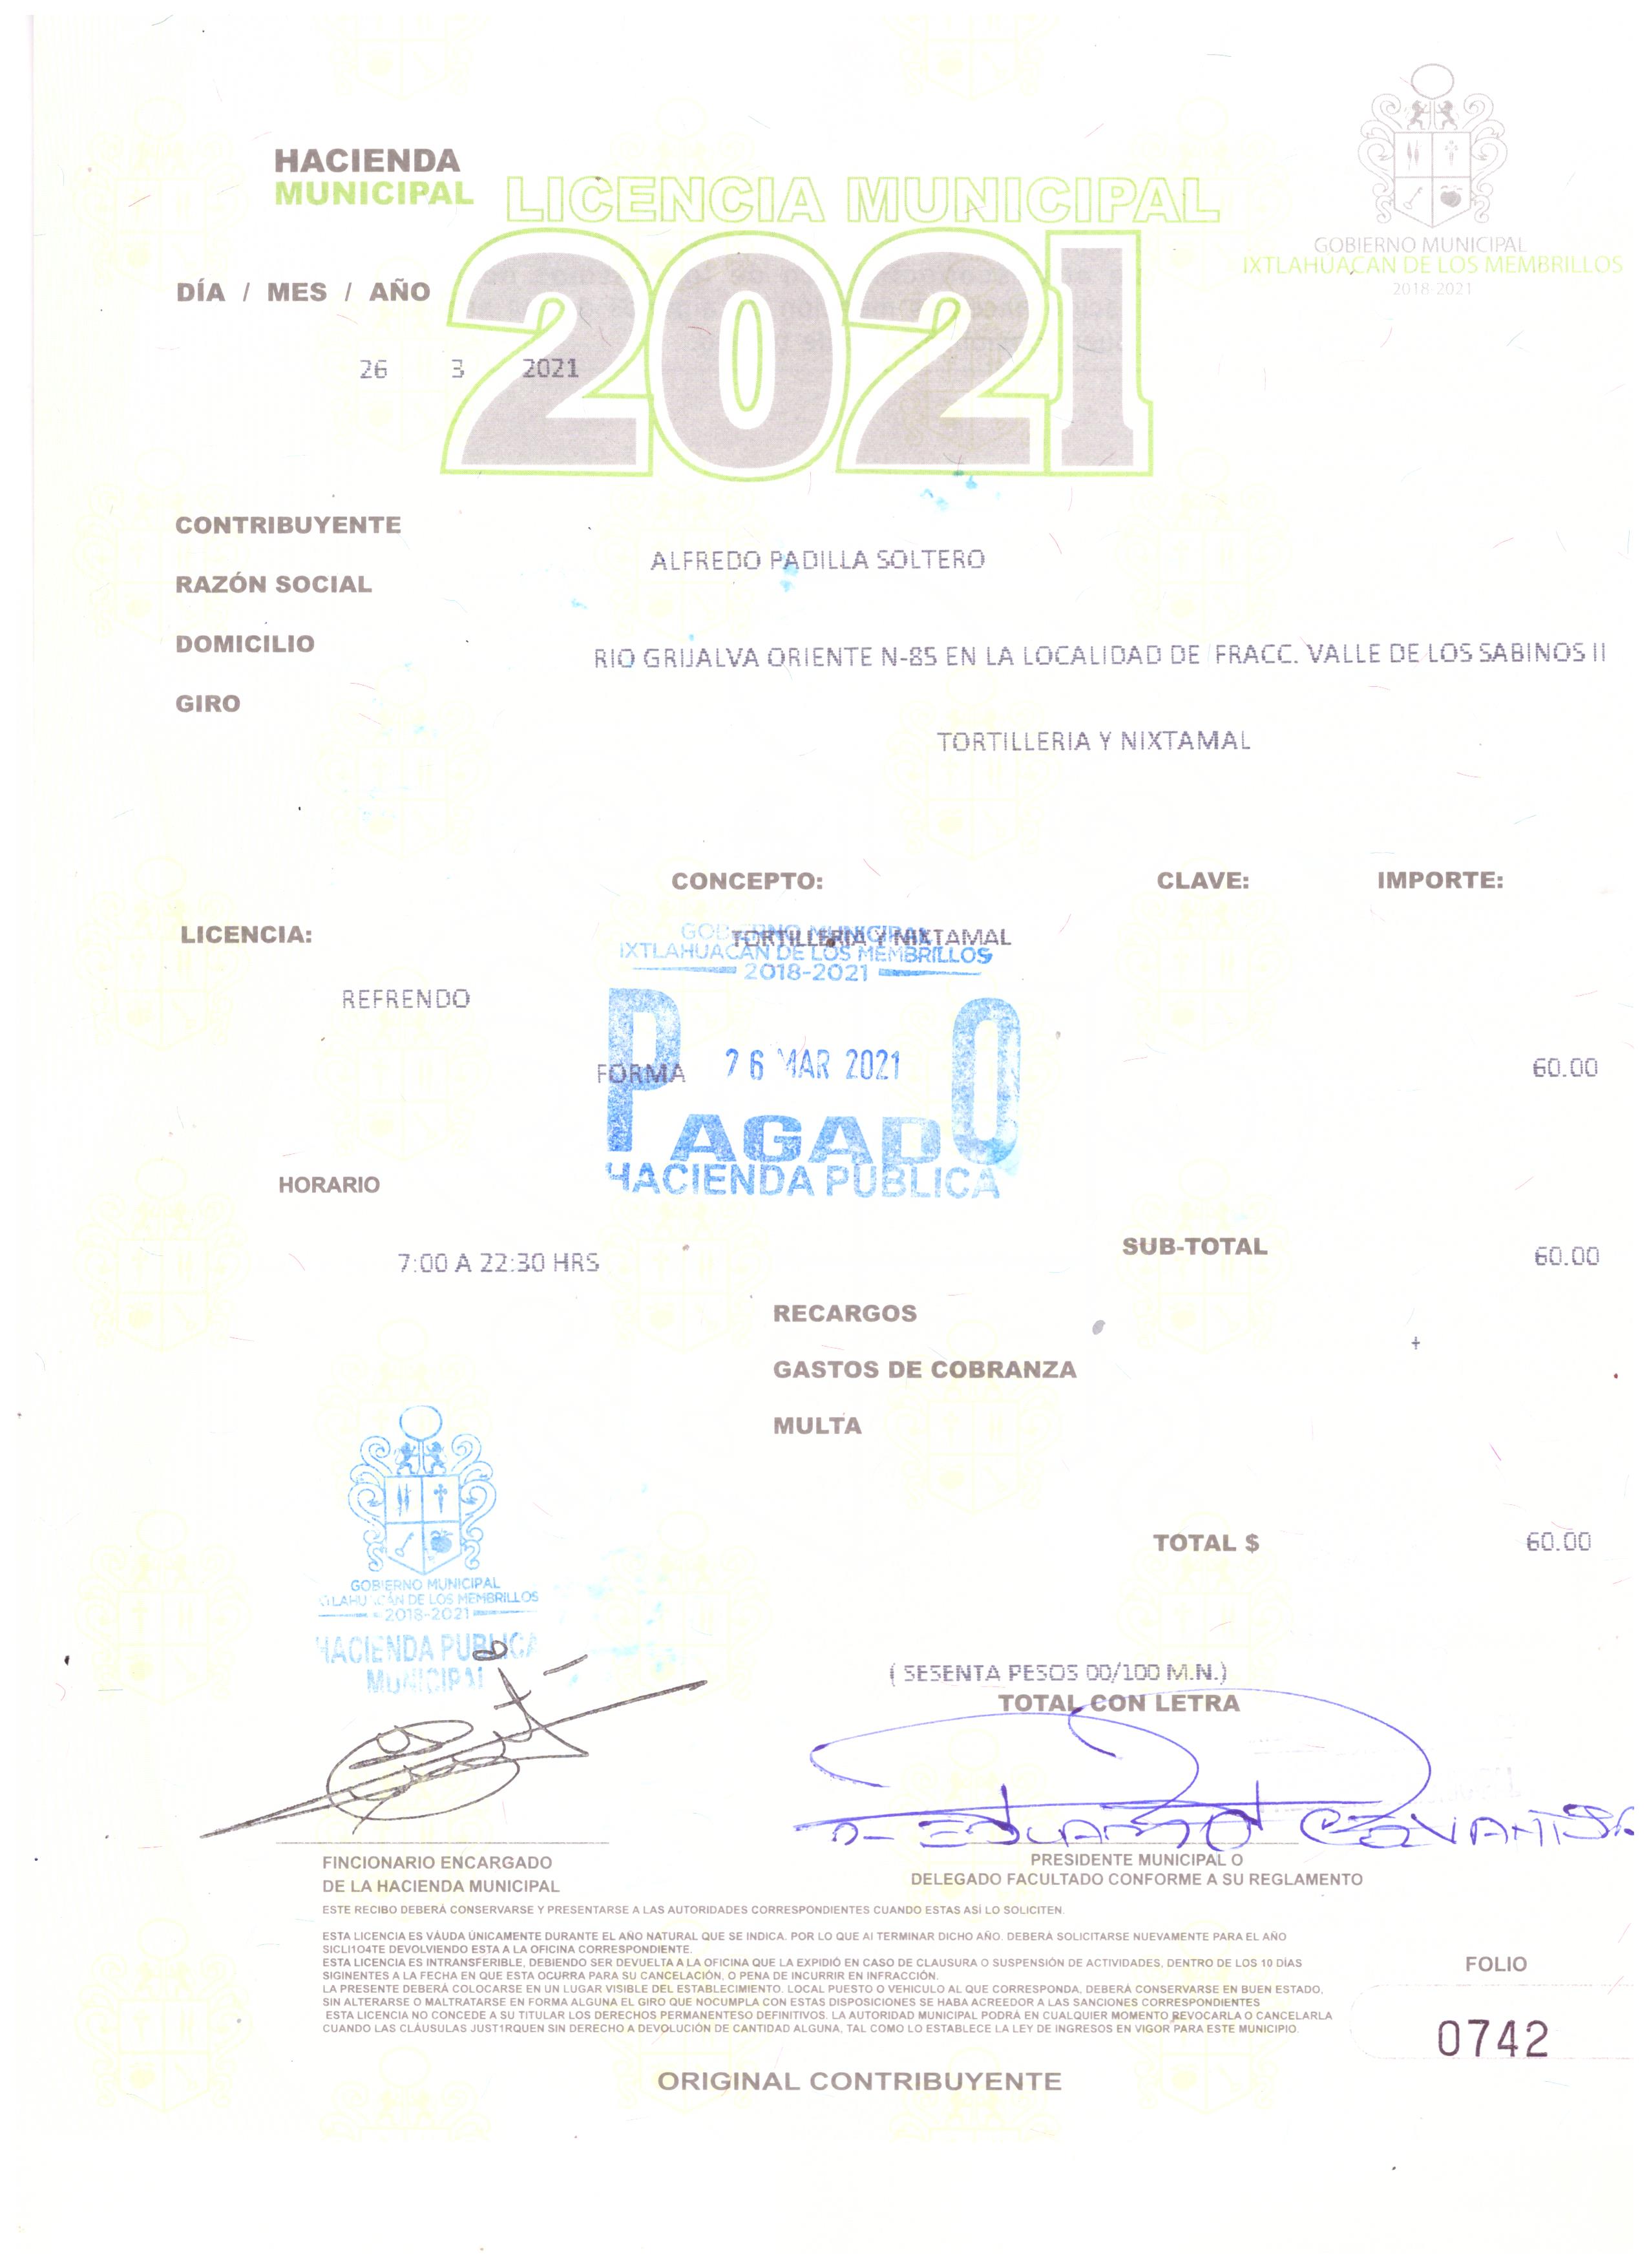 HACIENDA
MUNICIPAL
LICENCIA MUNICIPAL
2021
GOBIERNO MUNICIPAL
IXTLAHUACÁN DE LOS MEMBRILLOS
2018-2021
DÍA / MES / AÑO
26 3 2021
CONTRIBUYENTE
ALFREDO PADILLA SOLTERO
RAZÓN SOCIAL
DOMICILIO
RIO GRIJALVA ORIENTE N-85 EN LA LOCALIDAD DE FRACC. VALLE DE LOS SABINOS II
GIRO
TORTILLERIA Y NIXTAMAL
CONCEPTO: CLAVE: IMPORTE:
LICENCIA:
TORTILLERIA Y NIXTAMAL
GOBIERNO MUNICIPAL
IXTLAHUACÁN DE LOS MEMBRILLOS
2018-2021
REFRENDO
FORMA 60.00
26 MAR 2021
PAGADO
HACIENDA PÚBLICA
HORARIO
7:00 A 22:30 HRS
SUB-TOTAL 60.00
RECARGOS
GASTOS DE COBRANZA
MULTA
TOTAL $ 60.00
GOBIERNO MUNICIPAL
IXTLAHUACÁN DE LOS MEMBRILLOS
2018-2021
HACIENDA PUBLICA
MUNICIPAL
( SESENTA PESOS 00/100 M.N.)
TOTAL CON LETRA
EDUARDO CERVANTES
FINCIONARIO ENCARGADO
DE LA HACIENDA MUNICIPAL
PRESIDENTE MUNICIPAL O
DELEGADO FACULTADO CONFORME A SU REGLAMENTO
ESTE RECIBO DEBERÁ CONSERVARSE Y PRESENTARSE A LAS AUTORIDADES CORRESPONDIENTES CUANDO ESTAS ASÍ LO SOLICITEN.
ESTA LICENCIA ES VÁUDA ÚNICAMENTE DURANTE EL AÑO NATURAL QUE SE INDICA. POR LO QUE AI TERMINAR DICHO AÑO. DEBERÁ SOLICITARSE NUEVAMENTE PARA EL AÑO
SICLI1O4TE DEVOLVIENDO ESTA A LA OFICINA CORRESPONDIENTE.
ESTA LICENCIA ES INTRANSFERIBLE, DEBIENDO SER DEVUELTA A LA OFICINA QUE LA EXPIDIÓ EN CASO DE CLAUSURA O SUSPENSIÓN DE ACTIVIDADES, DENTRO DE LOS 10 DÍAS
SIGINENTES A LA FECHA EN QUE ESTA OCURRA PARA SU CANCELACIÓN, O PENA DE INCURRIR EN INFRACCIÓN.
LA PRESENTE DEBERÁ COLOCARSE EN UN LUGAR VISIBLE DEL ESTABLECIMIENTO. LOCAL PUESTO O VEHICULO AL QUE CORRESPONDA, DEBERÁ CONSERVARSE EN BUEN ESTADO,
SIN ALTERARSE O MALTRATARSE EN FORMA ALGUNA EL GIRO QUE NOCUMPLA CON ESTAS DISPOSICIONES SE HABA ACREEDOR A LAS SANCIONES CORRESPONDIENTES
ESTA LICENCIA NO CONCEDE A SU TITULAR LOS DERECHOS PERMANENTESO DEFINITIVOS. LA AUTORIDAD MUNICIPAL PODRÁ EN CUALQUIER MOMENTO REVOCARLA O CANCELARLA
CUANDO LAS CLÁUSULAS JUST1RQUEN SIN DERECHO A DEVOLUCIÓN DE CANTIDAD ALGUNA, TAL COMO LO ESTABLECE LA LEY DE INGRESOS EN VIGOR PARA ESTE MUNICIPIO.
FOLIO
0742
ORIGINAL CONTRIBUYENTE